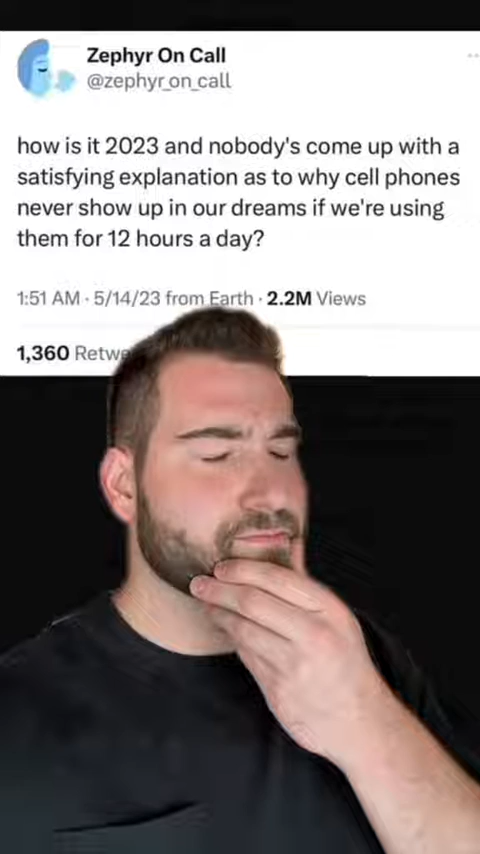 Zephyr On Call
@zephyr_on_call
how is it 2023 and nobody's come up with a
satisfying explanation as to why cell phones
never show up in our dreams if we're using
them for 12 hours a day?
1:51 AM · 5/14/23 from Earth · 2.2M Views
1,360